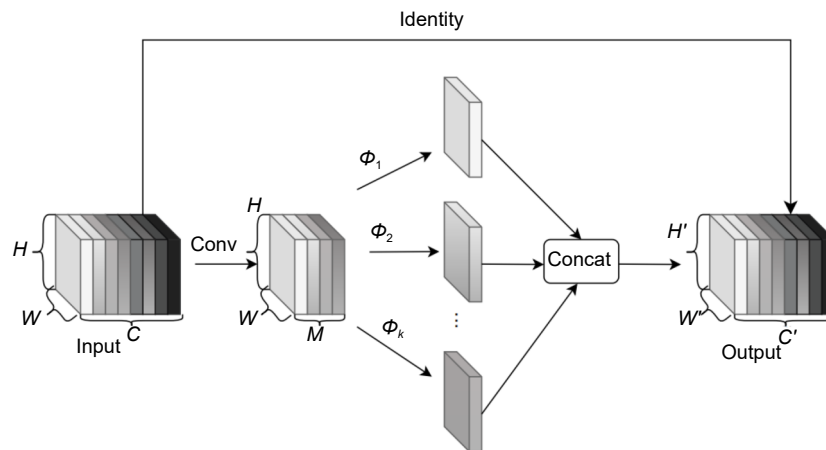 Identity
Φ1
H
H
Conv
Φ2
Concat
H'
W
C
W
M
Φk
...
W'
C'
Input
Output